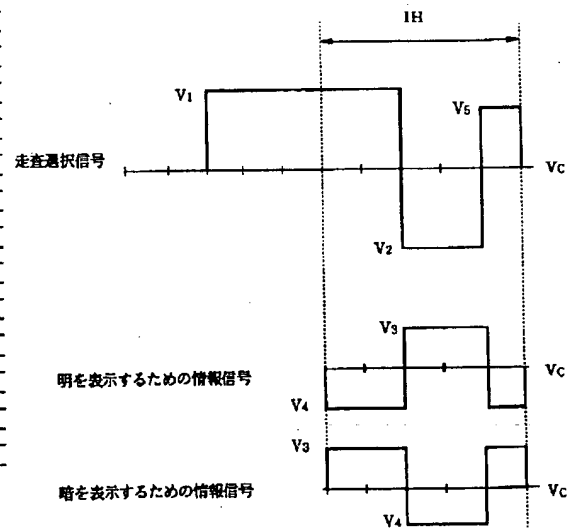 1H
V1
V5
走査選択信号
VC
V2
V3
明を表示するための情報信号
VC
V4
V3
暗を表示するための情報信号
VC
V4